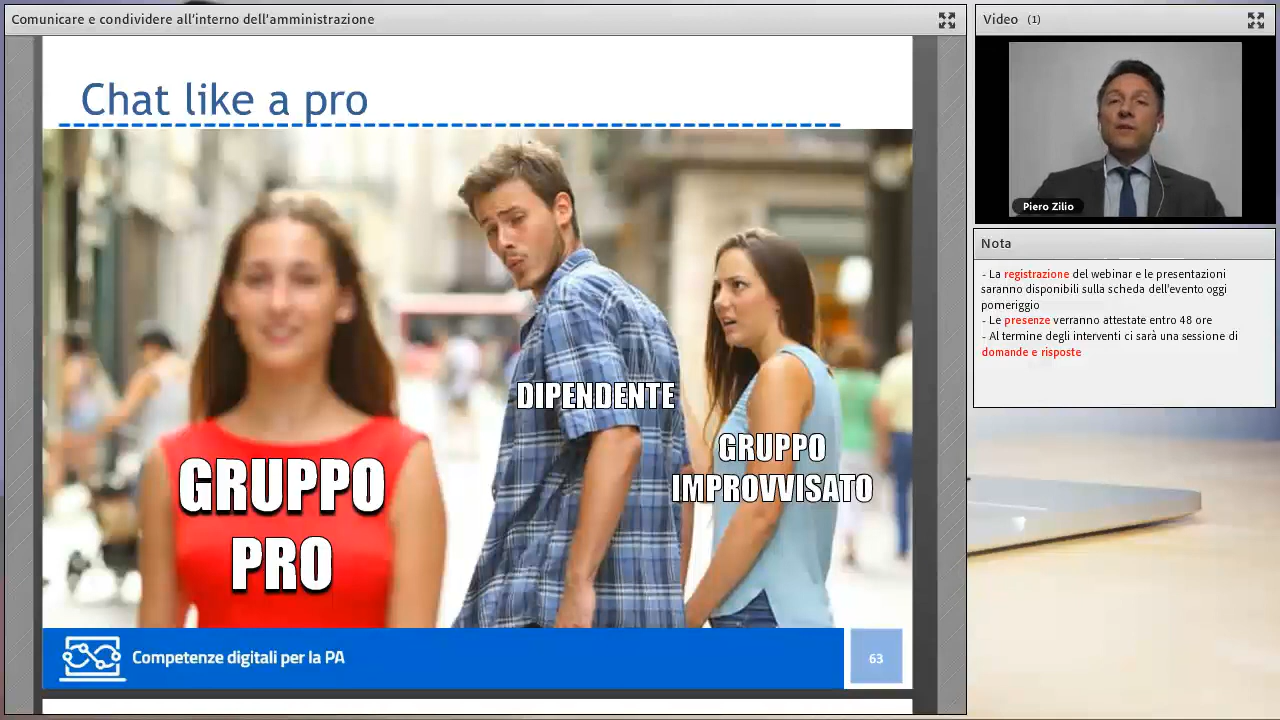 Comunicare e condividere all'interno dell'amministrazione
Chat like a pro
DIPENDENTE
GRUPPO
IMPROVVISATO
GRUPPO
PRO
Competenze digitali per la PA
63
Video (1)
Piero Zilio
Nota
- La registrazione del webinar e le presentazioni
saranno disponibili sulla scheda dell'evento oggi
pomeriggio
- Le presenze verranno attestate entro 48 ore
- Al termine degli interventi ci sarà una sessione di
domande e risposte